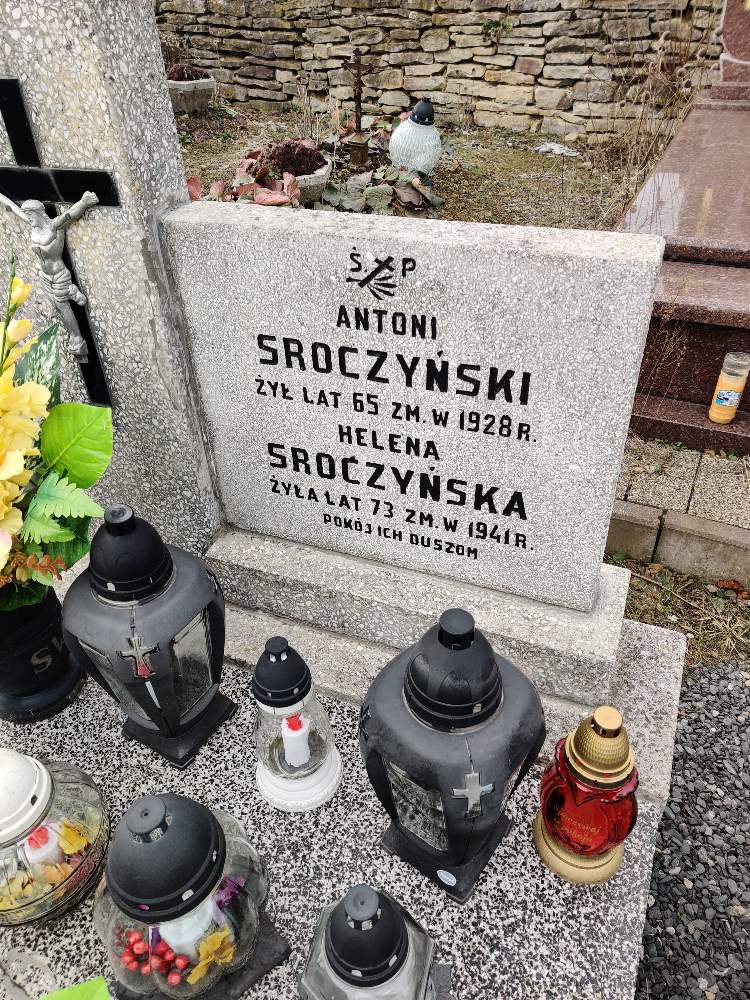 Ś. P
ANTONI
SROCZYŃSKI
ŻYŁ LAT 65 ZM. W 1928 R.
HELENA
SROCZYŃSKA
ŻYŁA LAT 73 ZM. W 1941 R.
POKÓJ ICH DUSZOM